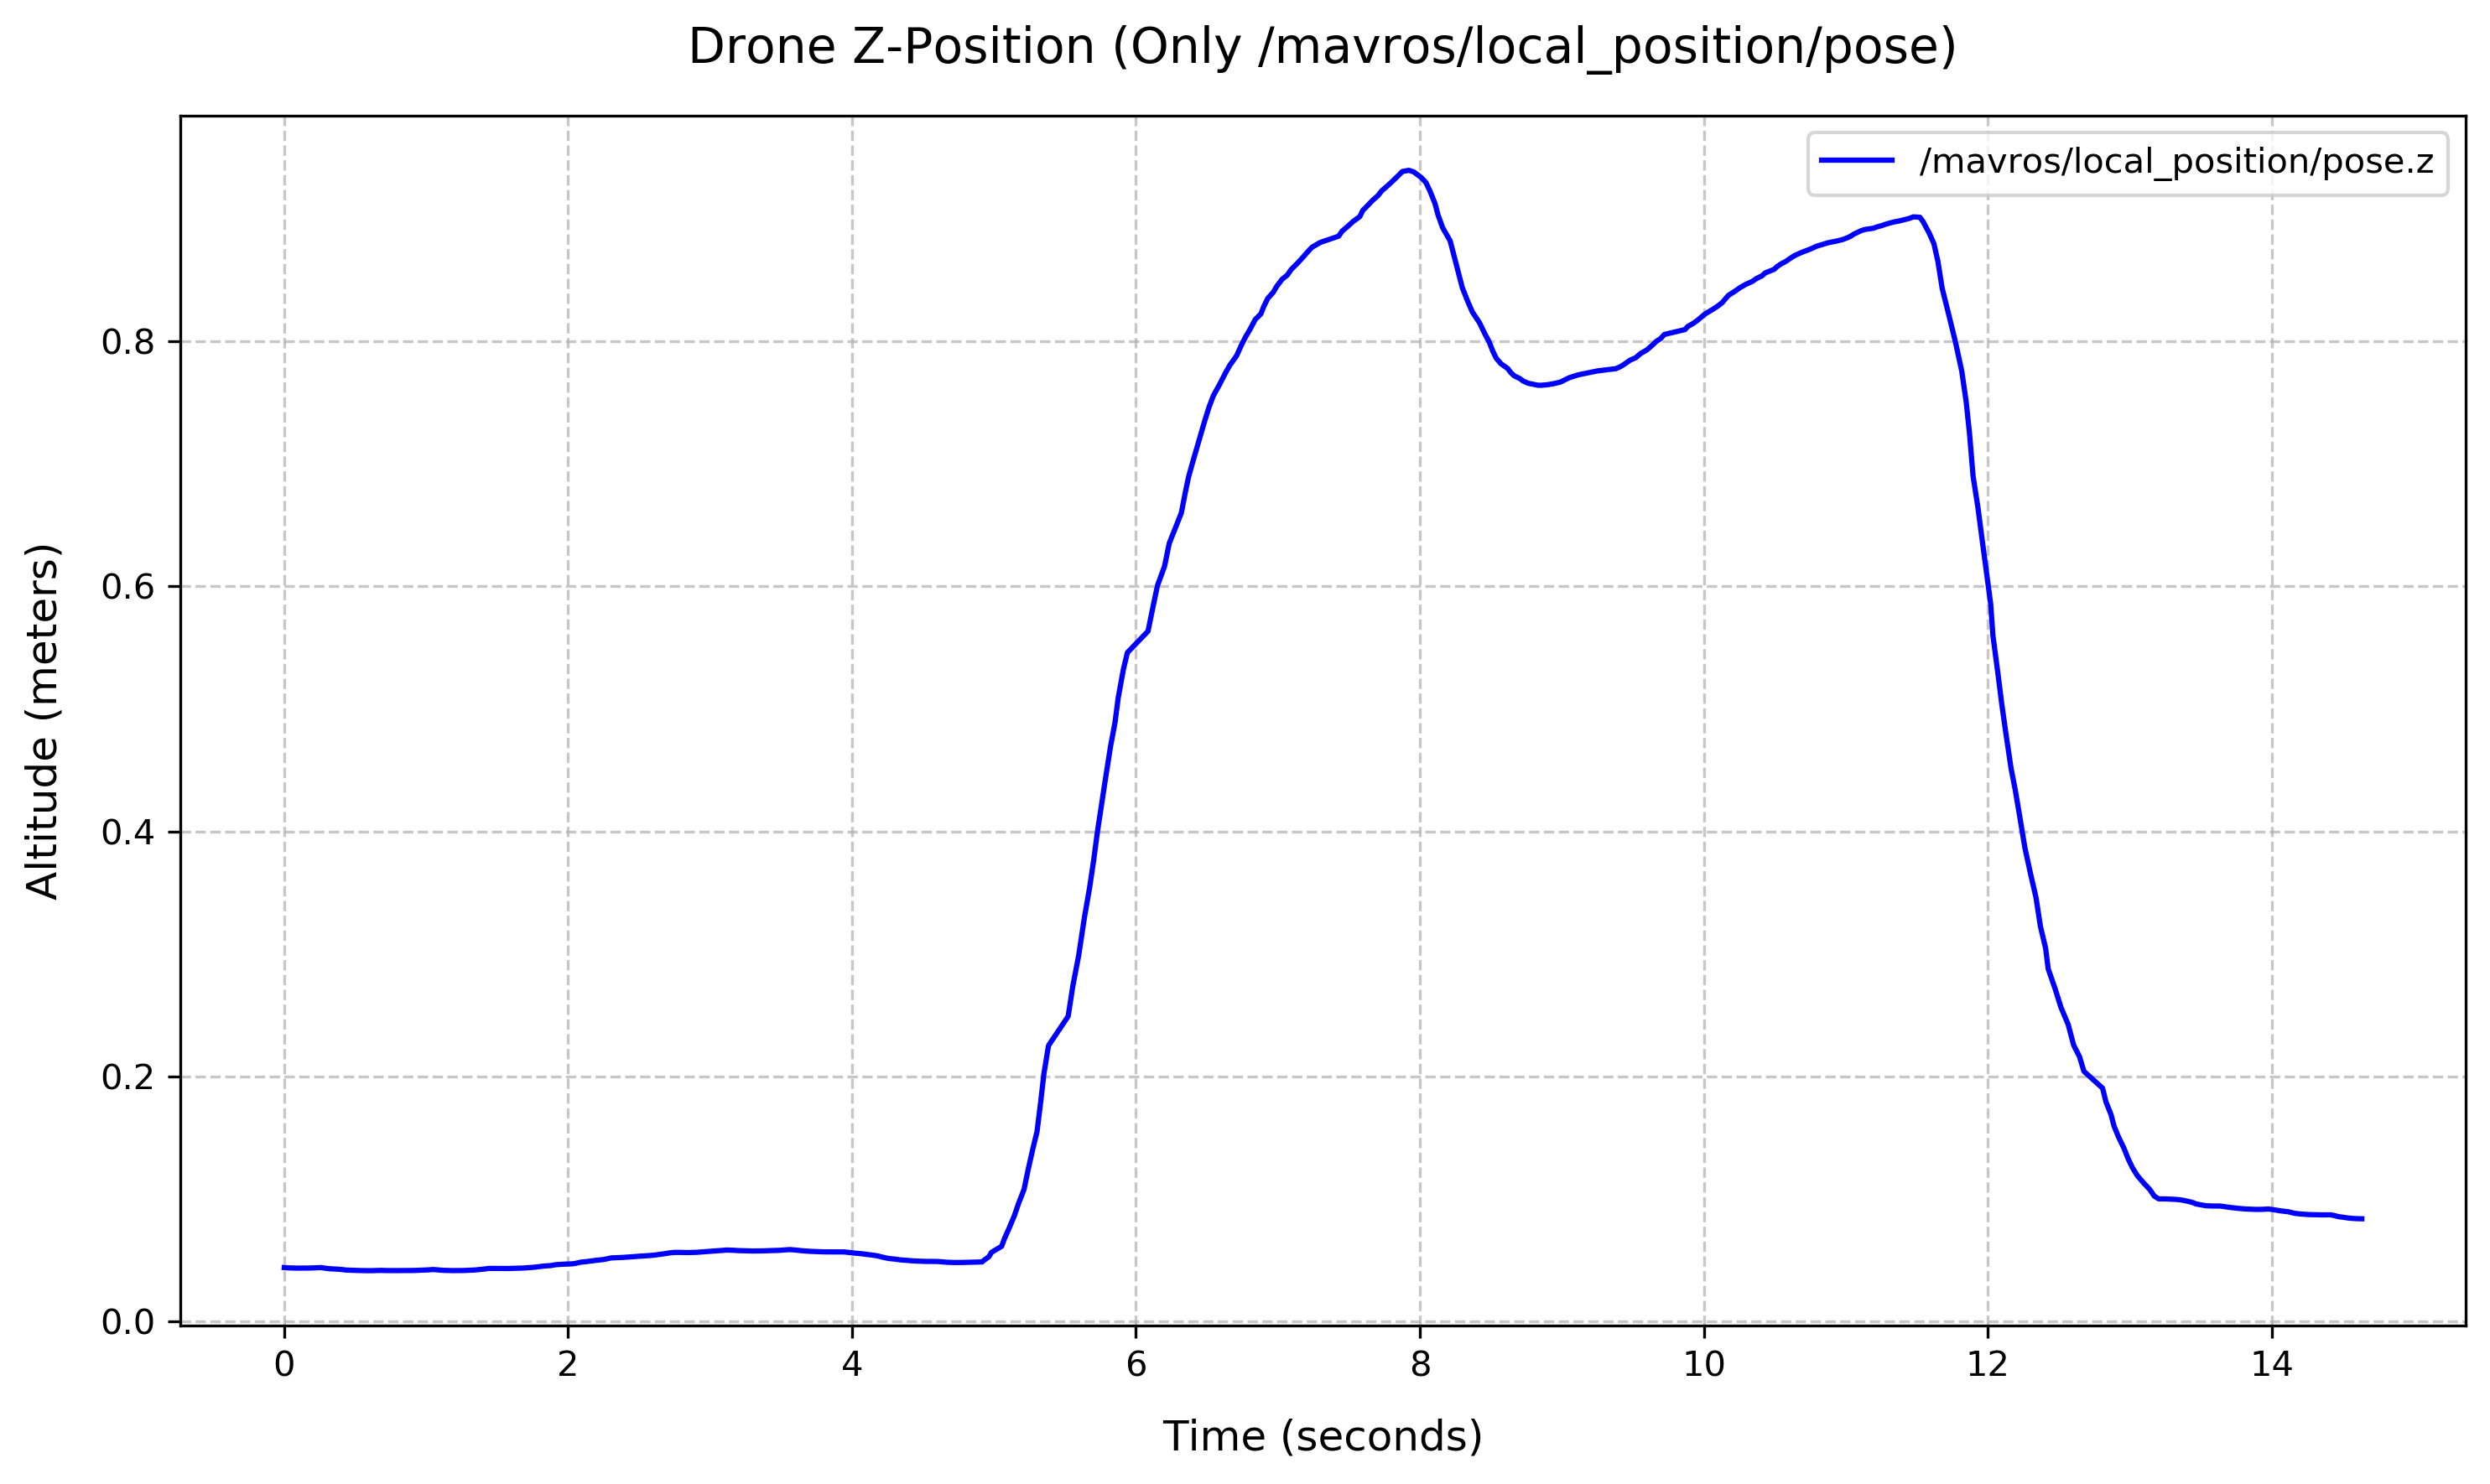 Drone Z-Position (Only /mavros/local_position/pose)
/mavros/local_position/pose.z
Altitude (meters)
0.8
0.6
0.4
0.2
0.0
0 2 4 6 8 10 12 14
Time (seconds)